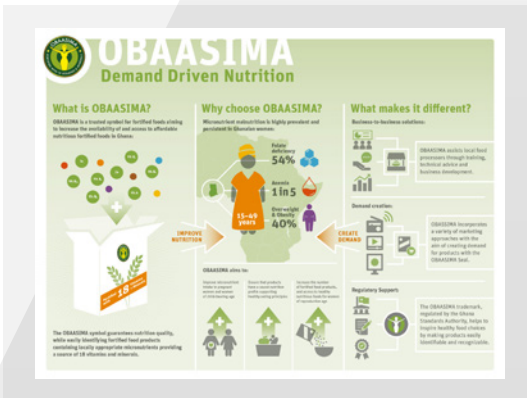 OBAASIMA
Demand Driven Nutrition
What is OBAASIMA?
OBAASIMA is a trusted symbol for fortified foods aiming
to increase the availability of and access to affordable
nutritious fortified foods in Ghana.
18
The OBAASIMA symbol guarantees nutrition quality,
while easily identifying fortified food products
containing locally appropriate micronutrients providing
a source of 18 vitamins and minerals.
Why choose OBAASIMA?
Micronutrient malnutrition is highly prevalent and
persistent in Ghanaian women:
Folate
deficiency
54%
Anemia
1 in 5
Overweight
& Obesity
40%
15-49
years
IMPROVE
NUTRITION
CREATE
DEMAND
OBAASIMA aims to:
What makes it different?
Business-to-business solutions:
OBAASIMA assists local food
processors through training,
technical advice and
business development.
Demand creation:
OBAASIMA incorporates
a variety of marketing
approaches with the
aim of creating demand
for products with the
OBAASIMA Seal.
Regulatory Support:
The OBAASIMA trademark,
regulated by the Ghana
Standards Authority, helps to
inspire healthy food choices
by making products easily
identifiable and recognizable.